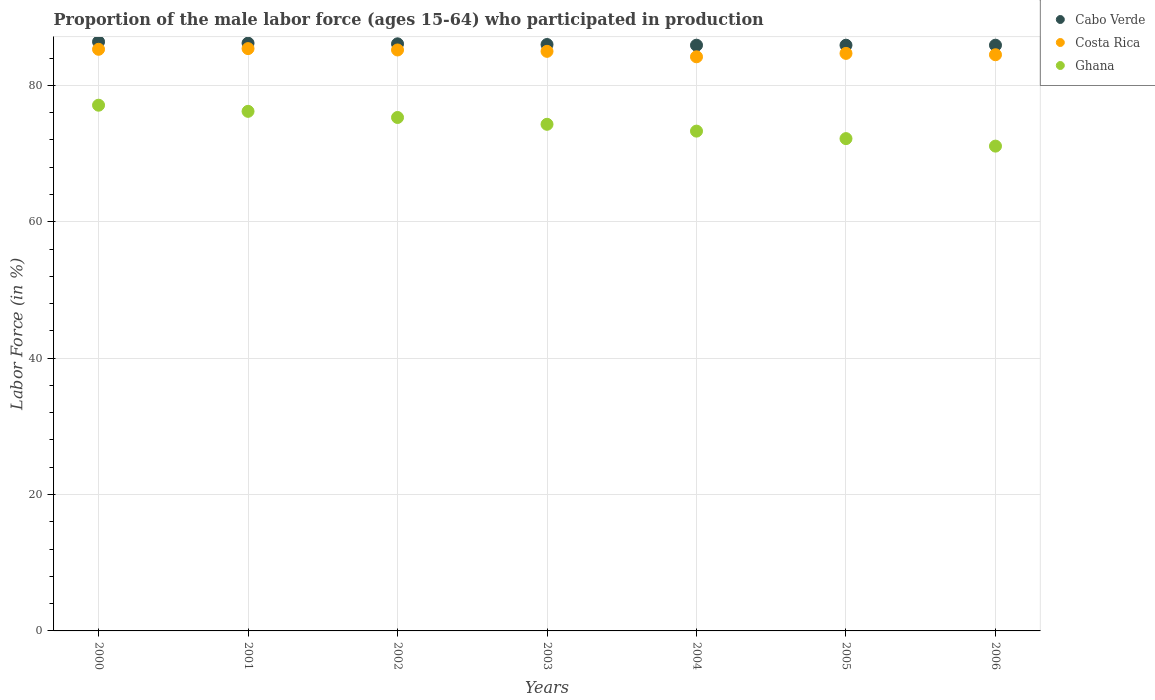 Proportion of the male labor force (ages 15-64) who participated in production
Cabo Verde
Costa Rica
Ghana
Labor Force (in %)
80
60
40
20
0
2000
2001
2002
2003
2004
2005
2006
Years